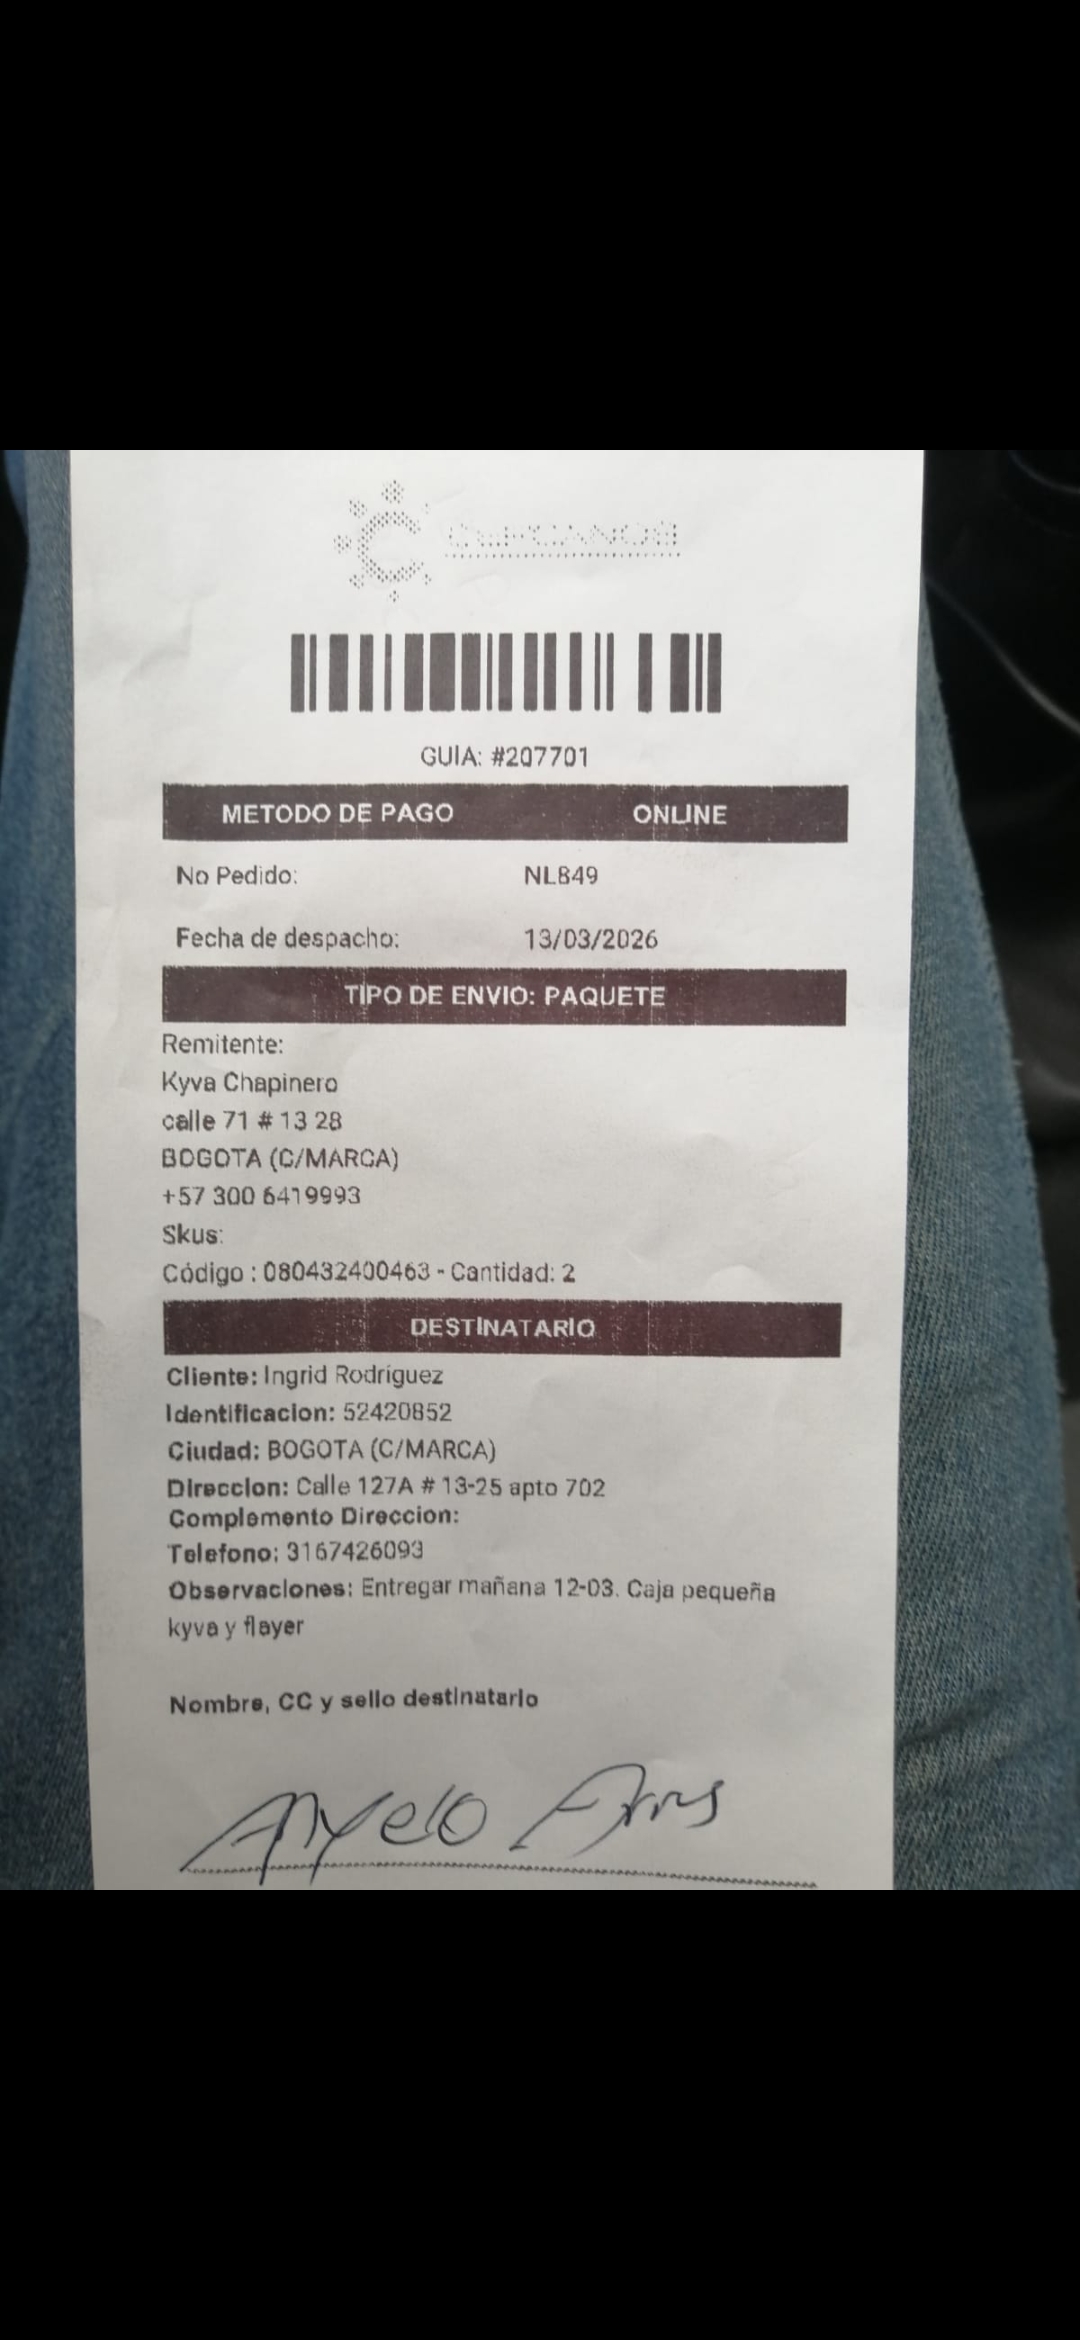 GUIA: #207701
METODO DE PAGO ONLINE
No Pedido: NL849
Fecha de despacho: 13/03/2026
TIPO DE ENVIO: PAQUETE
Remitente:
Kyva Chapinero
calle 71 # 13 28
BOGOTA (C/MARCA)
+57 300 6419993
Skus:
Código : 080432400463 - Cantidad: 2
DESTINATARIO
Cliente: Ingrid Rodríguez
Identificacion: 52420852
Ciudad: BOGOTA (C/MARCA)
Direccion: Calle 127A # 13-25 apto 702
Complemento Direccion:
Telefono: 3167426093
Observaciones: Entregar mañana 12-03. Caja pequeña
kyva y flayer
Nombre, CC y sello destinatario
Anyelo